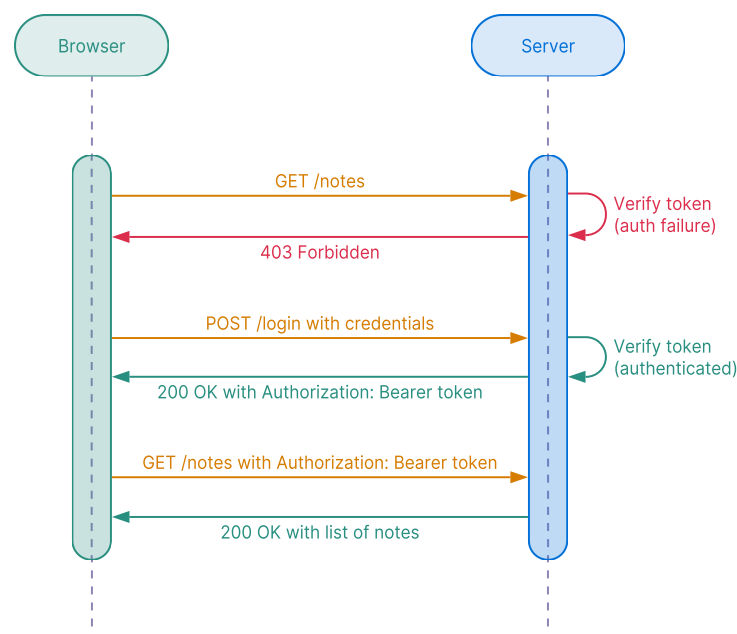 Browser
Server
GET /notes
Verify token
(auth failure)
403 Forbidden
POST /login with credentials
Verify token
(authenticated)
200 OK with Authorization: Bearer token
GET /notes with Authorization: Bearer token
200 OK with list of notes